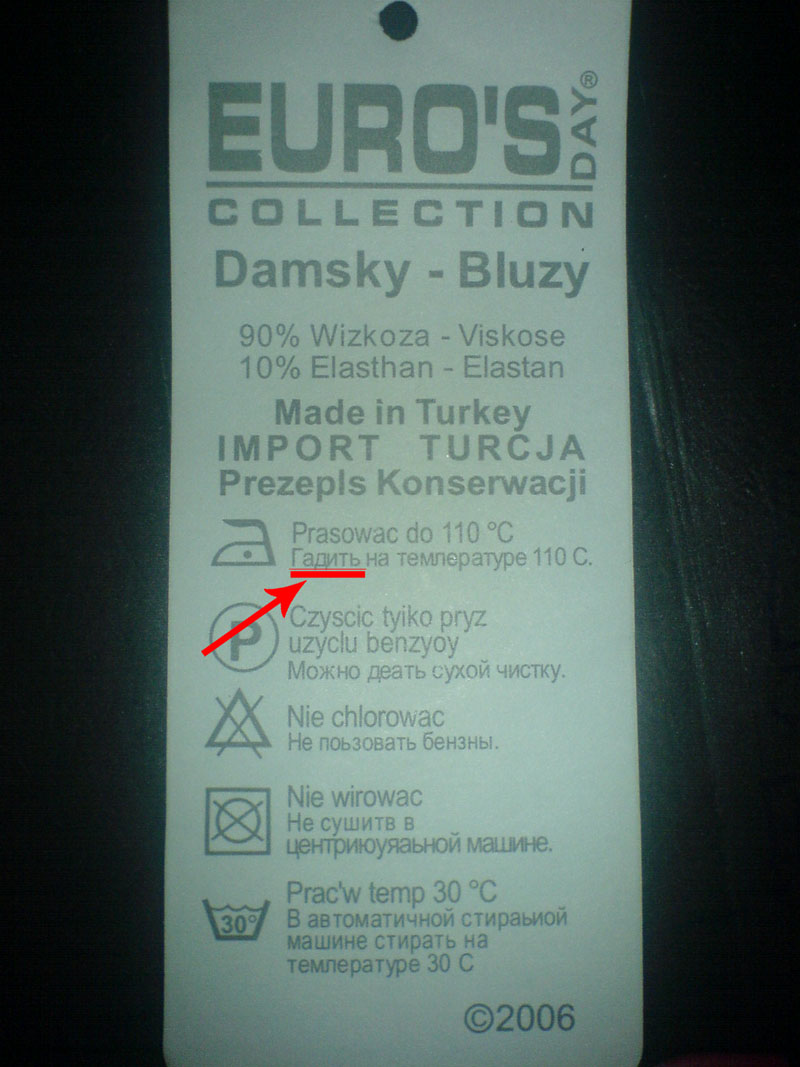 EURO'S DAY®
COLLECTION
Damsky - Bluzy
90% Wizkoza - Viskose
10% Elasthan - Elastan
Made in Turkey
IMPORT TURCJA
Prezepls Konserwacji
Prasowac do 110 °C
Гадить на темлературе 110 С.
P
Czyscic tyiko pryz
uzyclu benzyoy
Можно деать сухой чистку.
Nie chlorowac
Не поьзовать бензны.
Nie wirowac
Не сушитв в
центриюуяаьной машине.
30°
Prac'w temp 30 °C
В автоматичной стираьиой
машине стирать на
темлературе 30 С
©2006